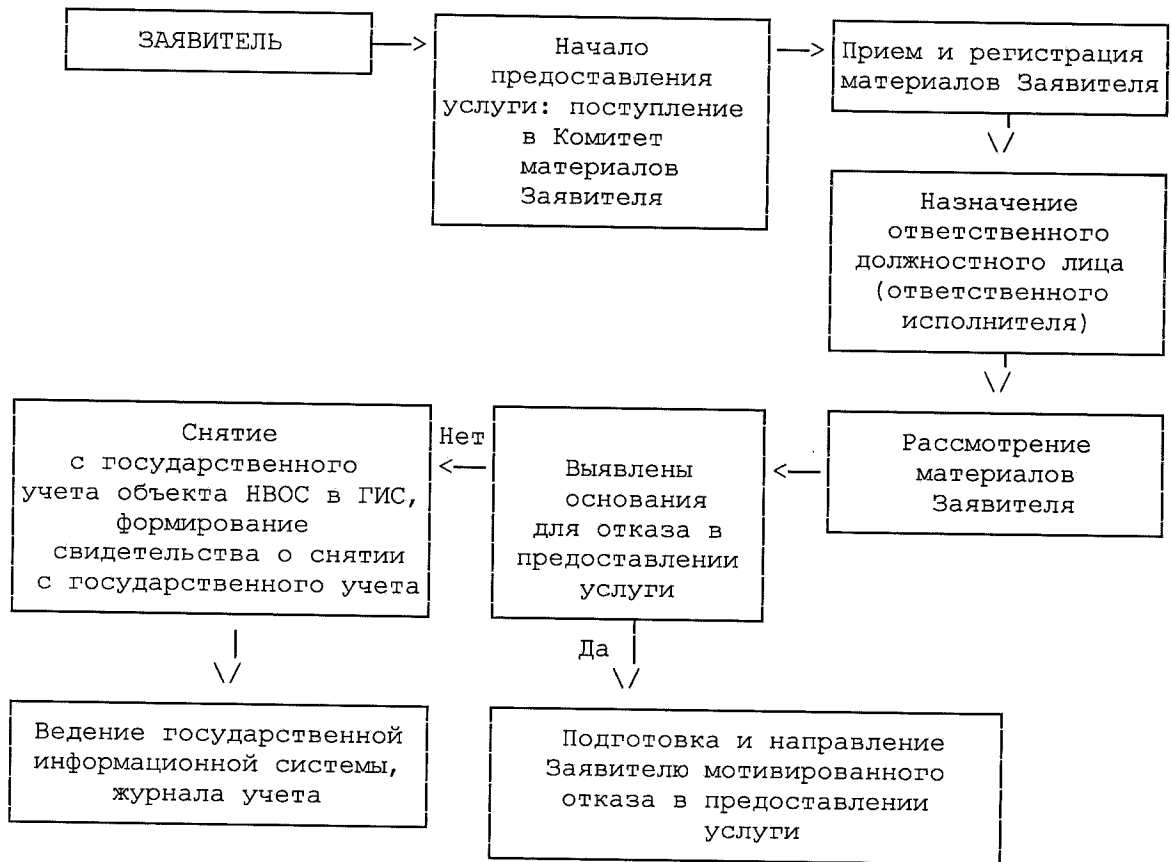 ЗАЯВИТЕЛЬ
Начало
предоставления
услуги: поступление
в Комитет
материалов
Заявителя
Прием и регистрация
материалов Заявителя
Назначение
ответственного
должностного лица
(ответственного
исполнителя)
Рассмотрение
материалов
Заявителя
Выявлены
основания
для отказа в
предоставлении
услуги
Нет
Снятие
с государственного
учета объекта НВОС в ГИС,
формирование
свидетельства о снятии
с государственного учета
Да
Ведение государственной
информационной системы,
журнала учета
Подготовка и направление
Заявителю мотивированного
отказа в предоставлении
услуги